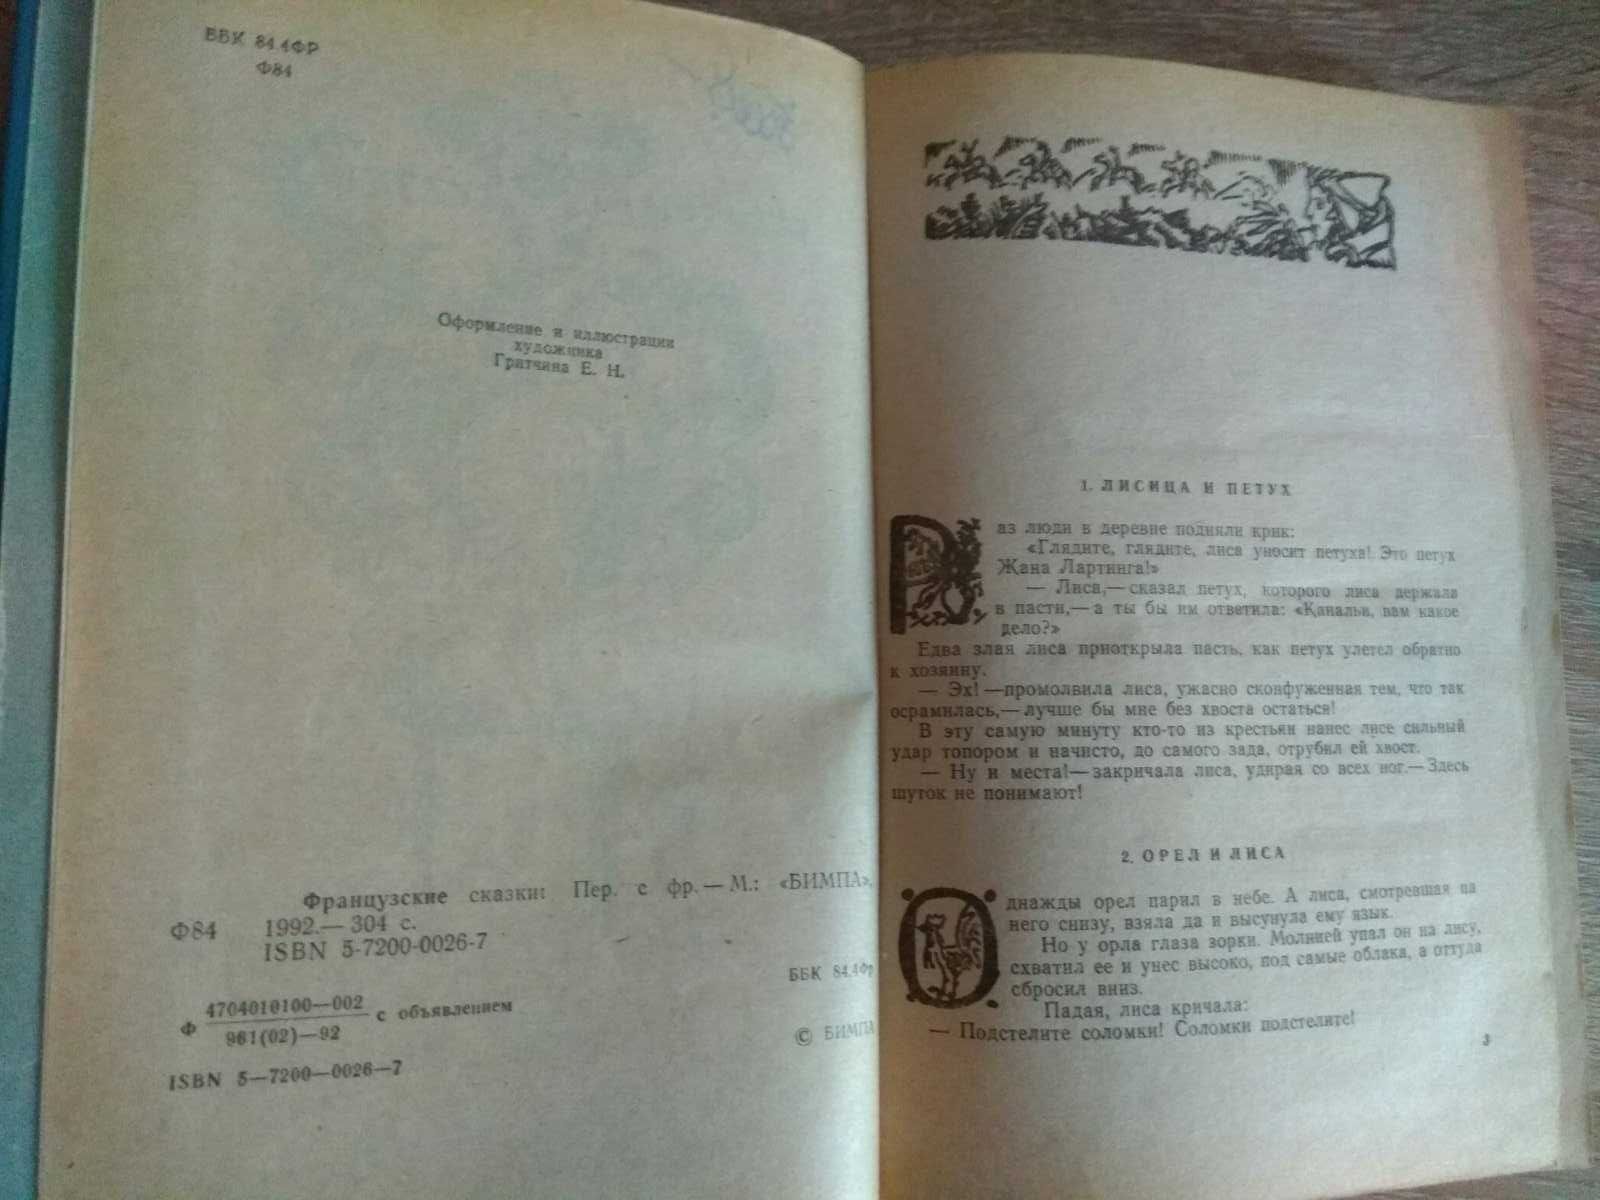 ББК 84.4ФР
Ф84
Оформление и иллюстрации
художника
Гратчина Е. Н.
Французские сказки: Пер. с фр. — М.: «БИМПА»,
Ф84 1992.— 304 с.
ISBN 5-7200-0026-7
ББК 84.4Фр
Ф 4704010100—002 с объявлением
961(02)—92
© БИМПА
ISBN 5—7200—0026—7
1. ЛИСИЦА И ПЕТУХ
Раз люди в деревне подняли крик:
«Глядите, глядите, лиса уносит петуха! Это петух
Жана Лартинга!»
— Лиса,— сказал петух, которого лиса держала
в пасти,— а ты бы им ответила: «Канальи, вам какое
дело?»
Едва злая лиса приоткрыла пасть, как петух улетел обратно
к хозяину.
— Эх! —промолвила лиса, ужасно сконфуженная тем, что так
осрамилась,— лучше бы мне без хвоста остаться!
В эту самую минуту кто-то из крестьян нанес лисе сильный
удар топором и начисто, до самого зада, отрубил ей хвост.
— Ну и места!— закричала лиса, удирая со всех ног.— Здесь
шуток не понимают!
2. ОРЕЛ И ЛИСА
Однажды орел парил в небе. А лиса, смотревшая на
него снизу, взяла да и высунула ему язык.
Но у орла глаза зорки. Молнией упал он на лису,
схватил ее и унес высоко, под самые облака, а оттуда
сбросил вниз.
Падая, лиса кричала:
— Подстелите соломки! Соломки подстелите!
3